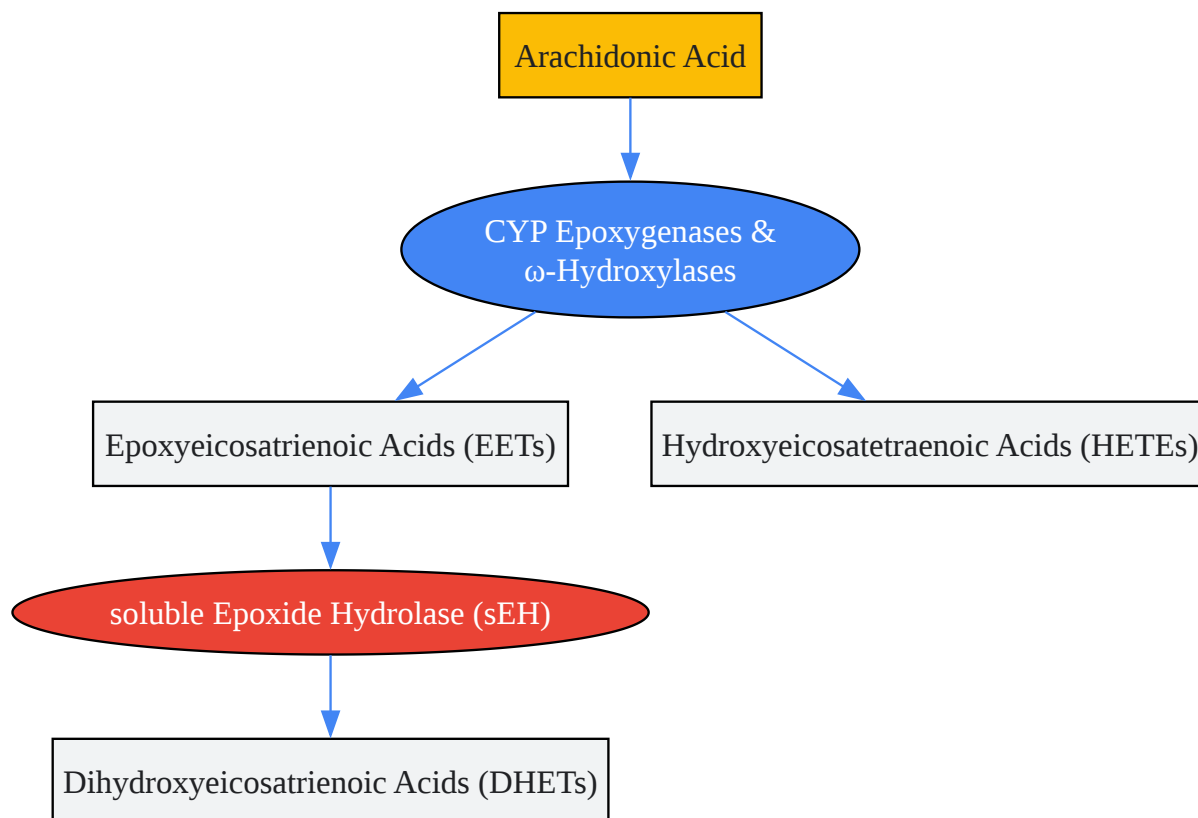 Arachidonic Acid
CYP Epoxygenases &
ω-Hydroxylases
Epoxyeicosatrienoic Acids (EETs)
Hydroxyeicosatetraenoic Acids (HETEs)
soluble Epoxide Hydrolase (sEH)
Dihydroxyeicosatrienoic Acids (DHETs)